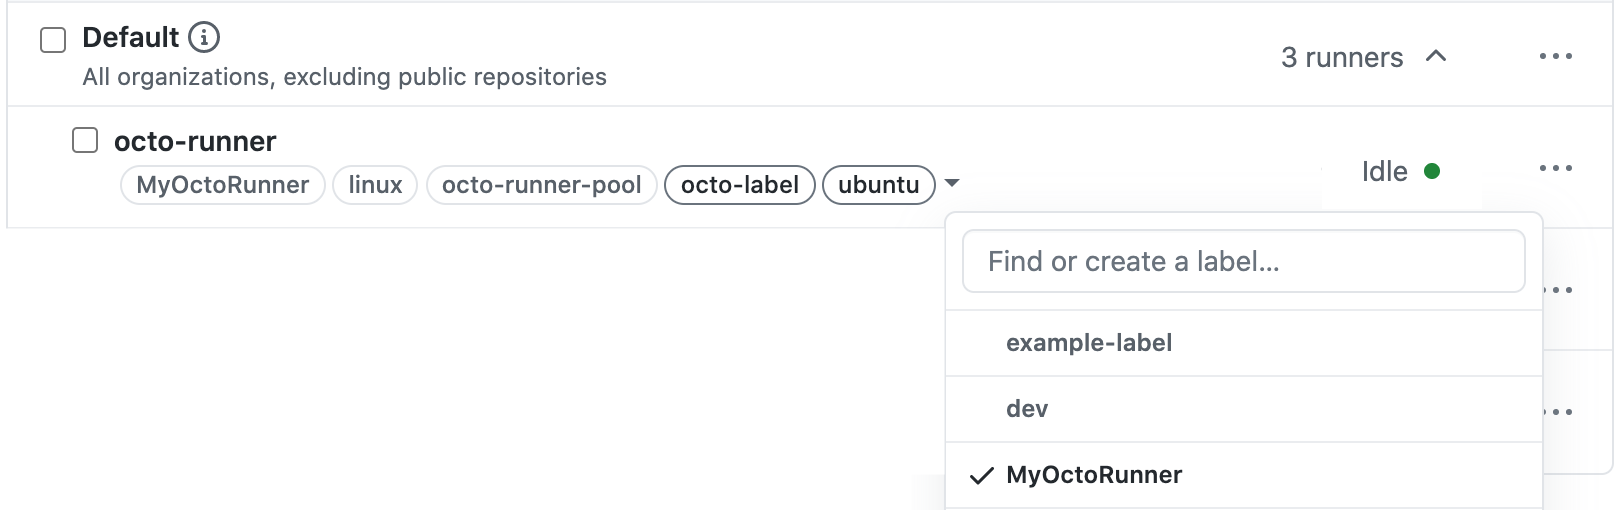 Default
3 runners
All organizations, excluding public repositories
octo-runner
MyOctoRunner linux octo-runner-pool octo-label ubuntu
Idle
Find or create a label...
example-label
dev
MyOctoRunner